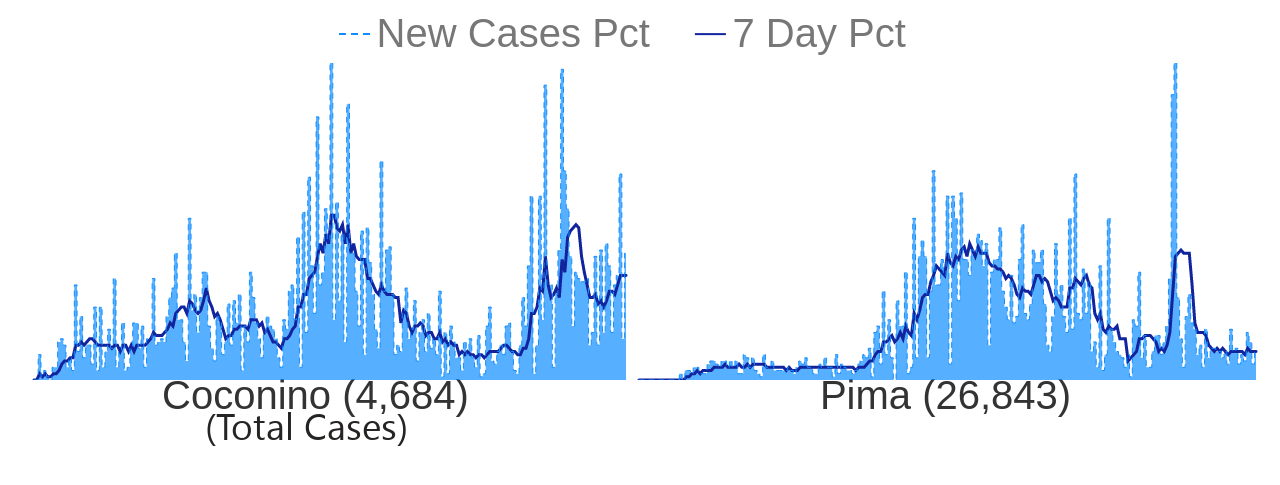 New Cases Pct 7 Day Pct
Coconino (4,684) Pima (26,843)
(Total Cases)